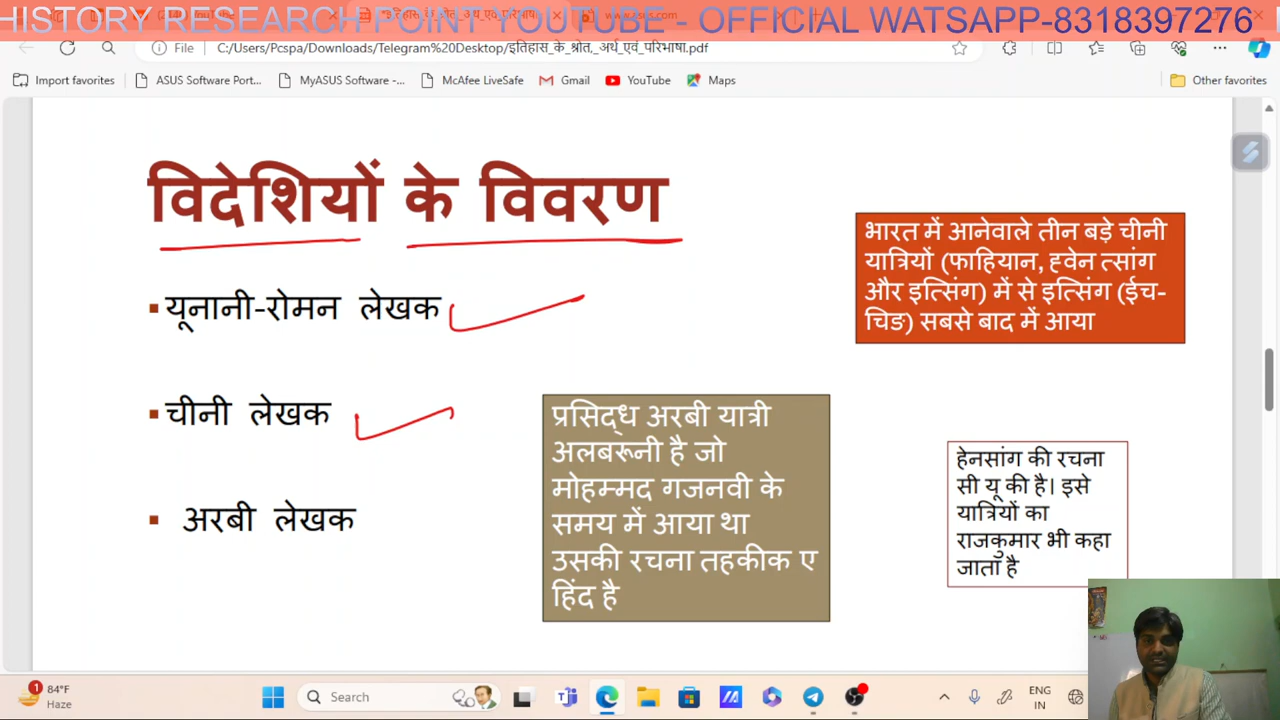 HISTORY RESEARCH POINT YOUTUBE - OFFICIAL WATSAPP-8318397276
File C:/Users/Pcspa/Downloads/Telegram%20Desktop/इतिहास_के_श्रोत,_अर्थ_एवं_परिभाषा.pdf
Import favorites ASUS Software Port... MyASUS Software -... McAfee LiveSafe Gmail YouTube Maps Other favorites
विदेशियों के विवरण
▪यूनानी-रोमन लेखक
▪चीनी लेखक
▪ अरबी लेखक
भारत में आनेवाले तीन बड़े चीनी
यात्रियों (फाहियान, ह्वेन त्सांग
और इत्सिंग) में से इत्सिंग (ईच-
चिङ) सबसे बाद में आया
प्रसिद्ध अरबी यात्री
अलबरूनी है जो
मोहम्मद गजनवी के
समय में आया था
उसकी रचना तहकीक ए
हिंद है
हेनसांग की रचना
सी यू की है। इसे
यात्रियों का
राजकुमार भी कहा
जाता है
1
84°F
Haze
Search
ENG
IN